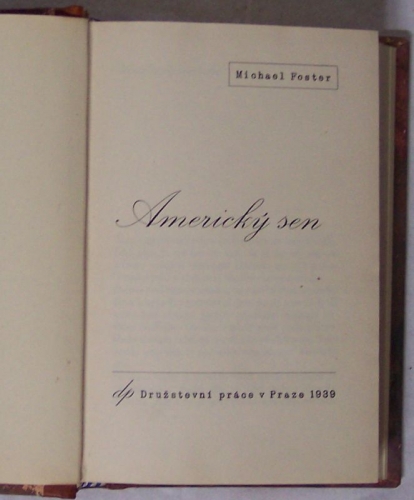 Michael Foster
Americký sen
dp Družstevní práce v Praze 1939